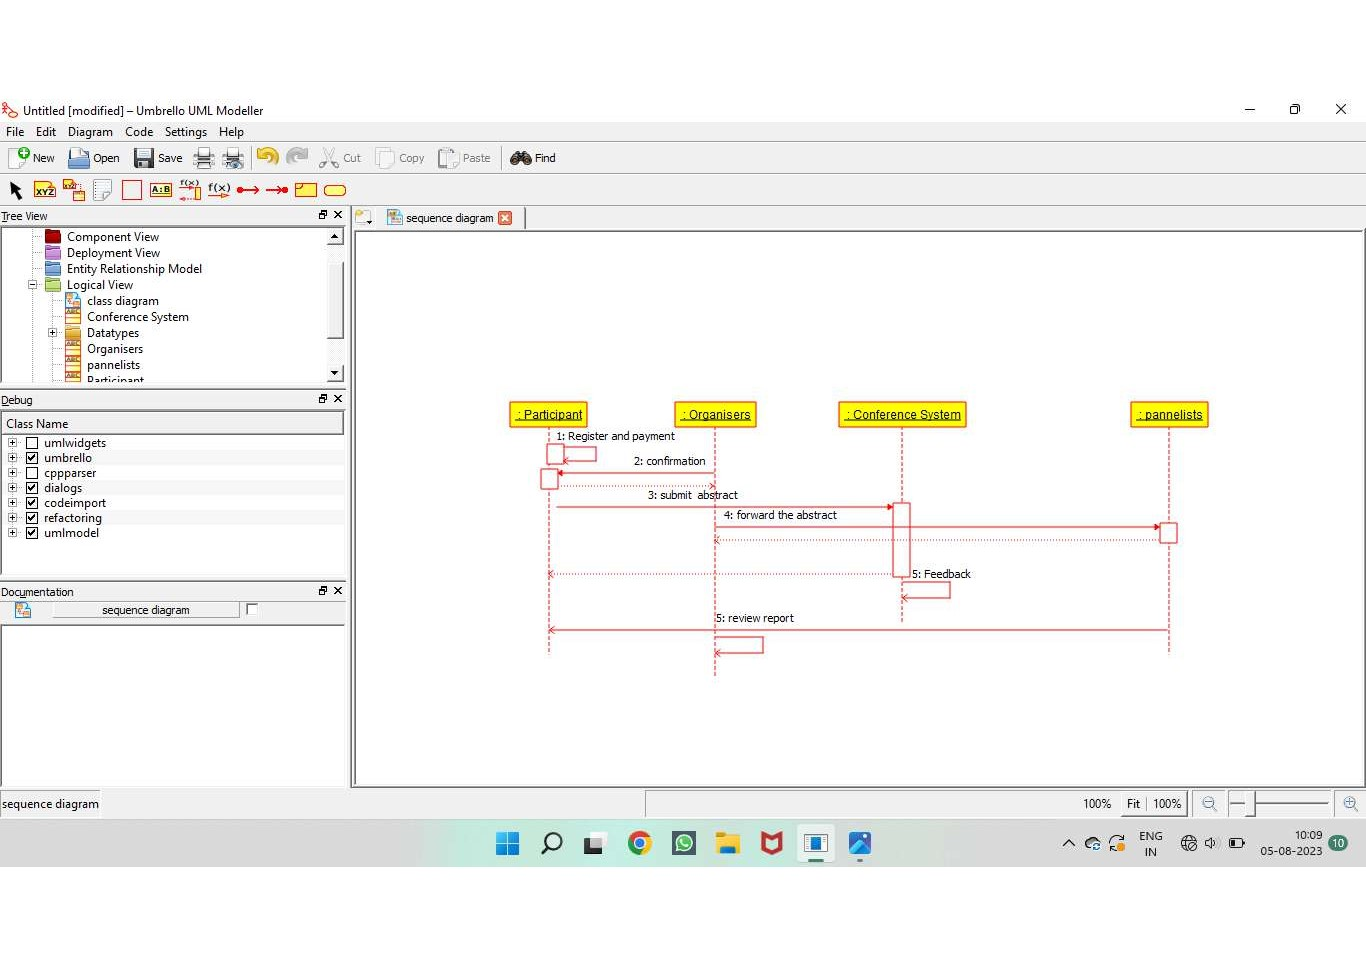 Untitled [modified] – Umbrello UML Modeller
File Edit Diagram Code Settings Help
New Open Save Cut Copy Paste Find
XYZ XYZ A:B f(x) f(x)
Tree View
sequence diagram
Component View
Deployment View
Entity Relationship Model
Logical View
class diagram
Conference System
Datatypes
Organisers
pannelists
Participant
Debug
Class Name
umlwidgets
umbrello
cppparser
dialogs
codeimport
refactoring
umlmodel
Documentation
sequence diagram
: Participant
: Organisers
: Conference System
: pannelists
1: Register and payment
2: confirmation
3: submit abstract
4: forward the abstract
5: Feedback
5: review report
sequence diagram
100% Fit 100%
ENG
IN
10:09
05-08-2023
10